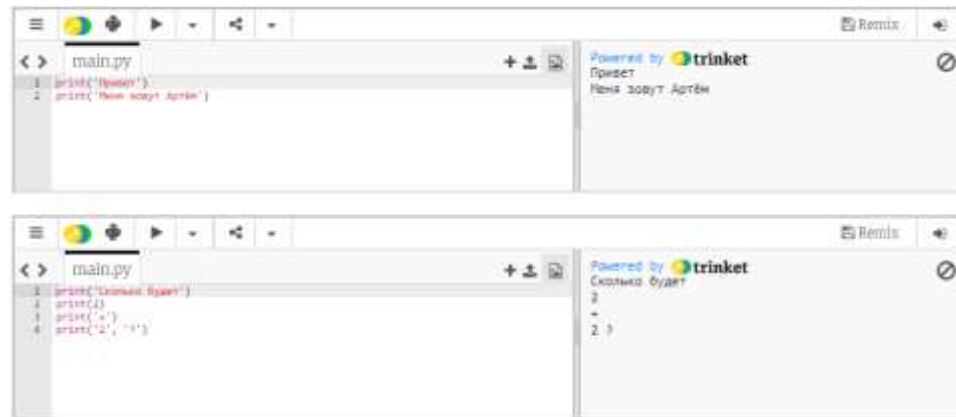 Remix
main.py
Powered by trinket
1 print('Привет')
2 print('Меня зовут Артём')
Привет
Меня зовут Артём
Remix
main.py
Powered by trinket
1 print('Сколько будет')
2 print(2)
3 print('+')
4 print('2', '?')
Сколько будет
2
+
2 ?